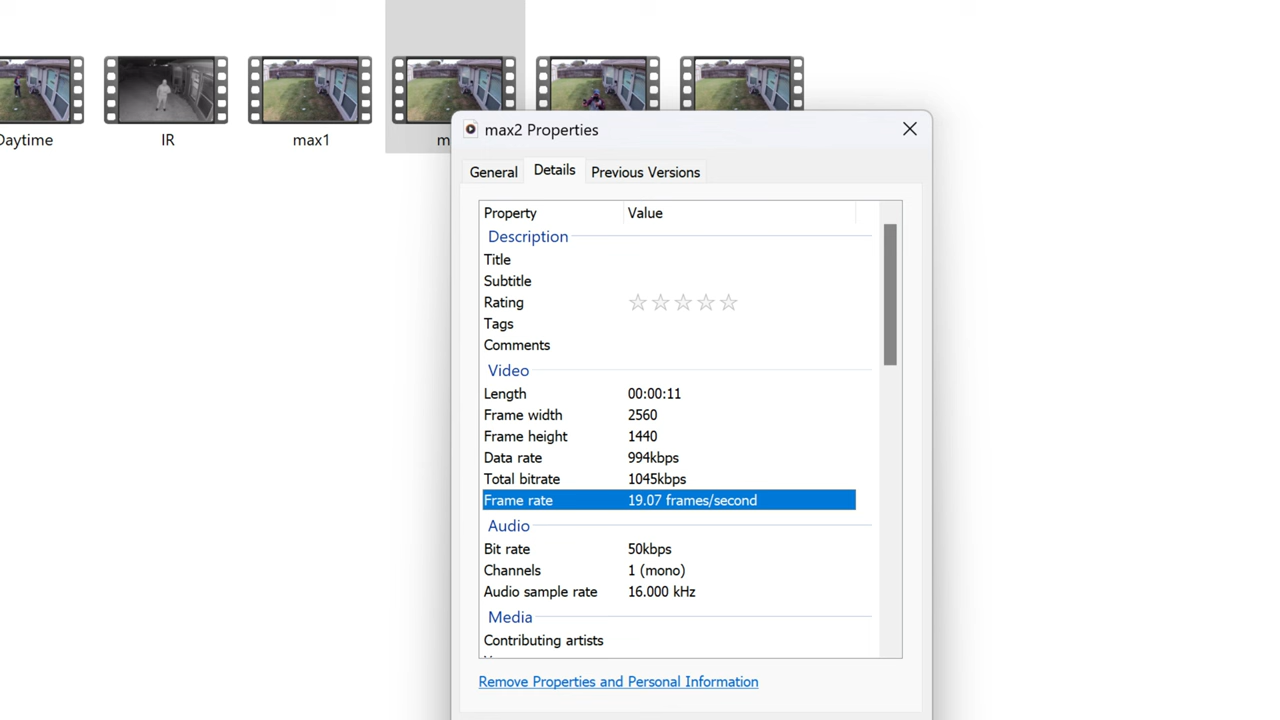 Daytime
IR
max1
m
max2 Properties
General
Details
Previous Versions
Property Value
Description
Title
Subtitle
Rating
Tags
Comments
Video
Length 00:00:11
Frame width 2560
Frame height 1440
Data rate 994kbps
Total bitrate 1045kbps
Frame rate 19.07 frames/second
Audio
Bit rate 50kbps
Channels 1 (mono)
Audio sample rate 16.000 kHz
Media
Contributing artists
Remove Properties and Personal Information